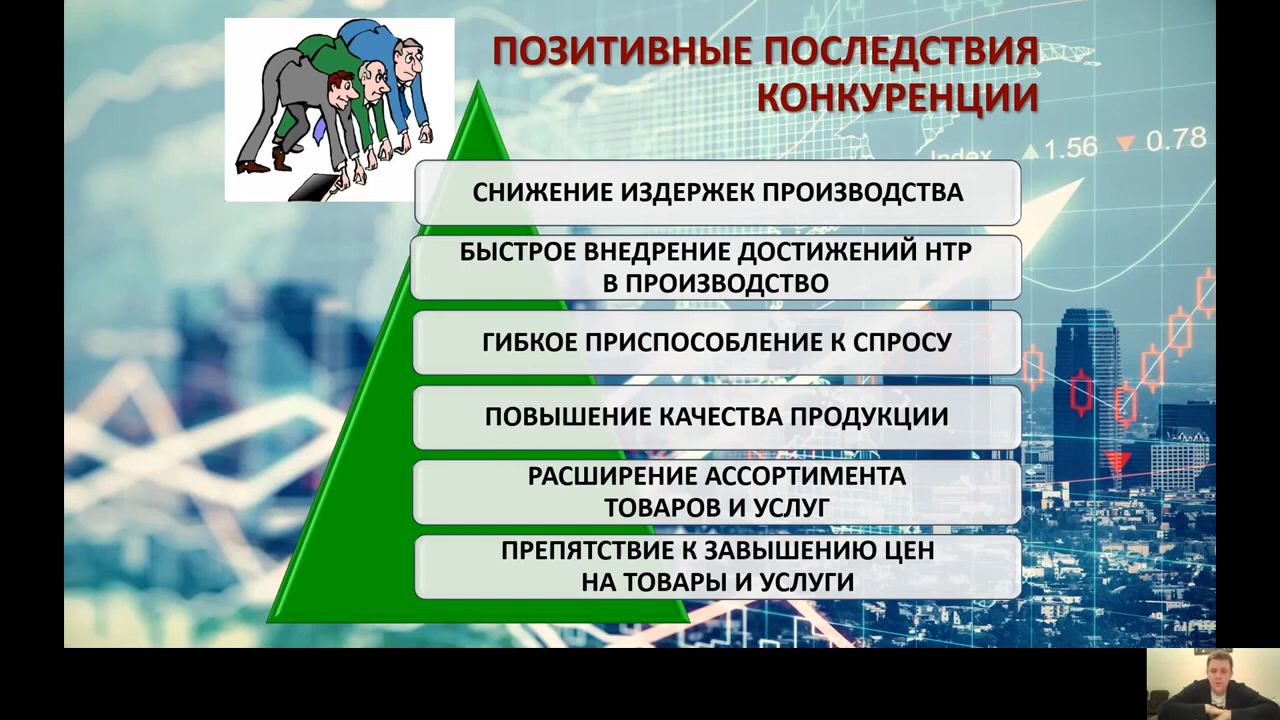 ПОЗИТИВНЫЕ ПОСЛЕДСТВИЯ
КОНКУРЕНЦИИ
Index 1.56 0.78
СНИЖЕНИЕ ИЗДЕРЖЕК ПРОИЗВОДСТВА
БЫСТРОЕ ВНЕДРЕНИЕ ДОСТИЖЕНИЙ НТР
В ПРОИЗВОДСТВО
ГИБКОЕ ПРИСПОСОБЛЕНИЕ К СПРОСУ
ПОВЫШЕНИЕ КАЧЕСТВА ПРОДУКЦИИ
РАСШИРЕНИЕ АССОРТИМЕНТА
ТОВАРОВ И УСЛУГ
ПРЕПЯТСТВИЕ К ЗАВЫШЕНИЮ ЦЕН
НА ТОВАРЫ И УСЛУГИ